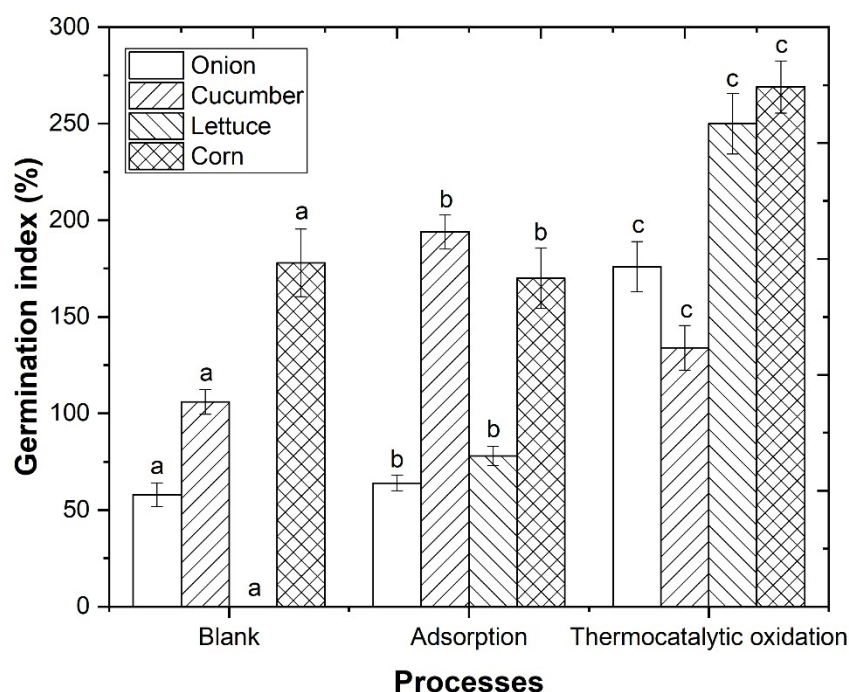 300
250
200
150
100
50
0
Germination index (%)
Onion
Cucumber
Lettuce
Corn
a
a
a
a
b
b
b
b
c
c
c
c
Blank
Adsorption
Thermocatalytic oxidation
Processes